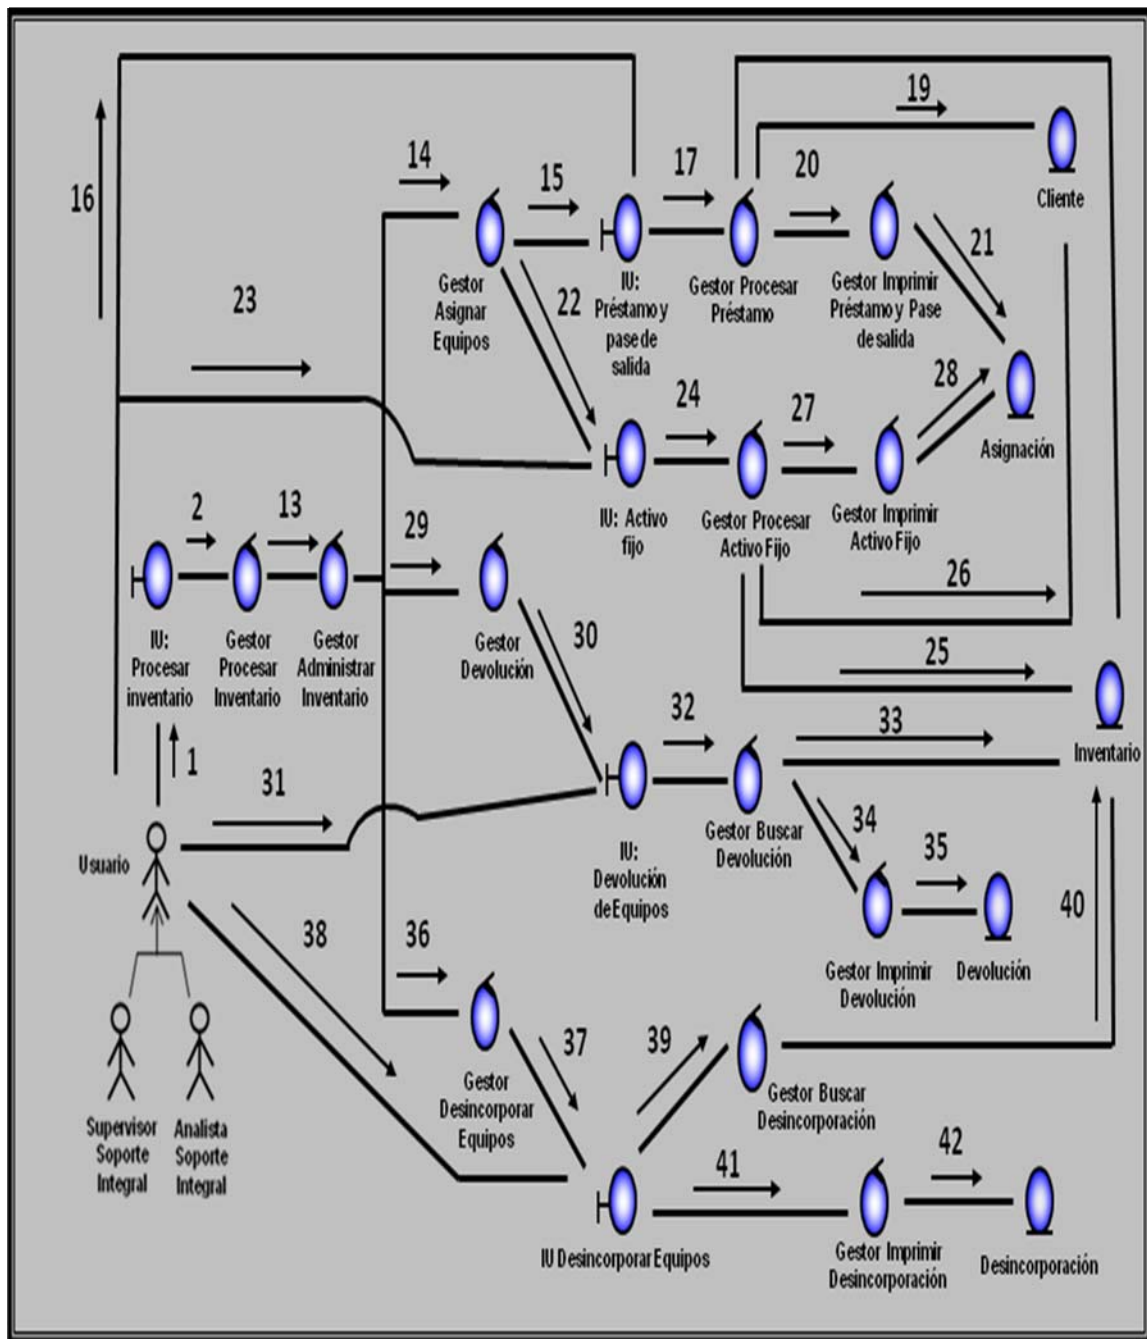 19
14
15
17
20
16
Cliente
21
Gestor
Asignar
Equipos
22
IU:
Préstamo y
pase de
salida
Gestor Procesar
Préstamo
Gestor Imprimir
Préstamo y Pase
de salida
23
24
27
28
Asignación
IU: Activo
fijo
Gestor Procesar
Activo Fijo
Gestor Imprimir
Activo Fijo
2
13
29
26
IU:
Procesar
inventario
Gestor
Procesar
Inventario
Gestor
Administrar
Inventario
Gestor
Devolución
30
25
32
33
Inventario
1
31
Usuario
IU:
Devolución
de Equipos
Gestor Buscar
Devolución
34
35
40
38
36
Gestor Imprimir
Devolución
Devolución
37
39
Supervisor
Soporte
Integral
Analista
Soporte
Integral
Gestor
Desincorporar
Equipos
Gestor Buscar
Desincorporación
41
42
IU Desincorporar Equipos
Gestor Imprimir
Desincorporación
Desincorporación